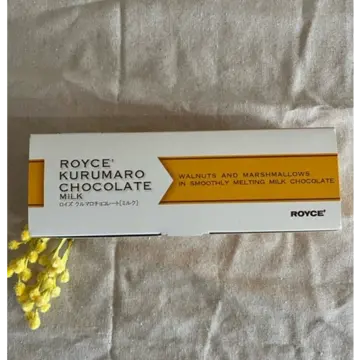 ROYCE'
KURUMARO
CHOCOLATE
MILK
ロイズ クルマロチョコレート[ミルク]
WALNUTS AND MARSHMALLOWS
IN SMOOTHLY MELTING MILK CHOCOLATE
ROYCE'